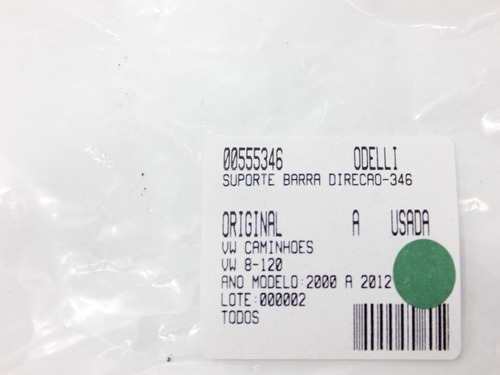 00555346 ODELLI
SUPORTE BARRA DIRECAO-346
ORIGINAL A USADA
VW CAMINHOES
VW 8-120
ANO MODELO:2000 A 2012
LOTE:000002
TODOS